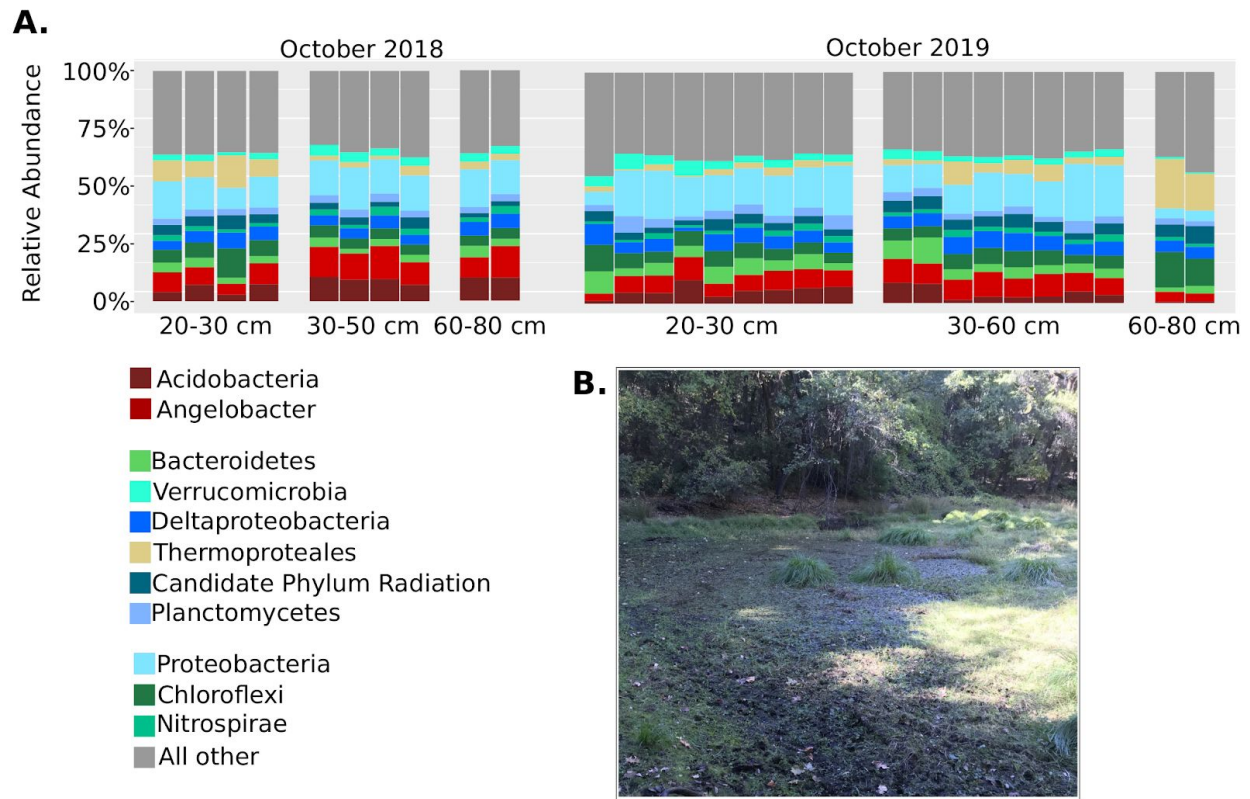 A.
October 2018
October 2019
Relative Abundance
100%
75%
50%
25%
0%
20-30 cm
30-50 cm
60-80 cm
20-30 cm
30-60 cm
60-80 cm
Acidobacteria
Angelobacter
Bacteroidetes
Verrucomicrobia
Deltaproteobacteria
Thermoproteales
Candidate Phylum Radiation
Planctomycetes
Proteobacteria
Chloroflexi
Nitrospirae
All other
B.